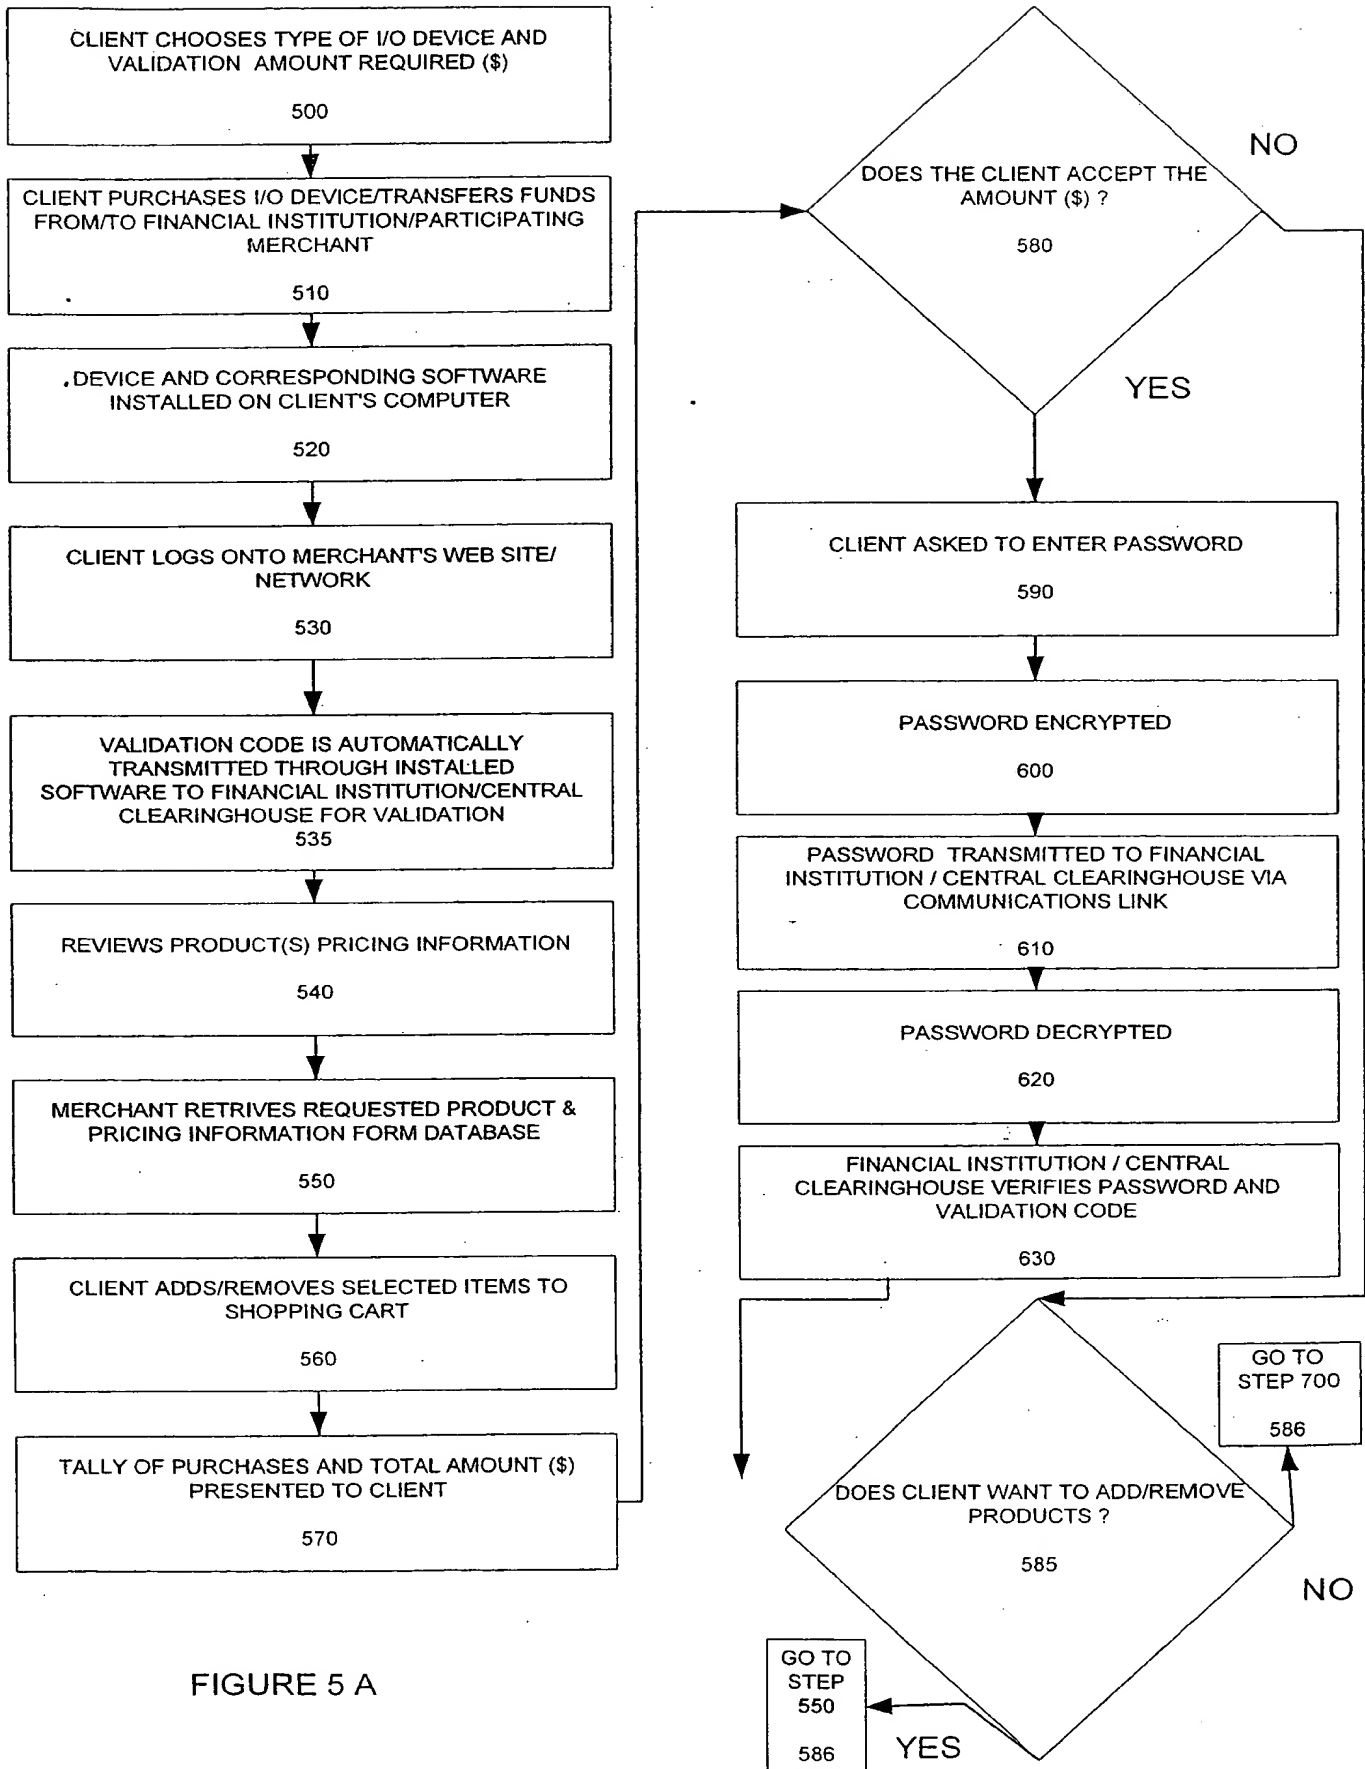 CLIENT CHOOSES TYPE OF I/O DEVICE AND
VALIDATION AMOUNT REQUIRED ($)
500
CLIENT PURCHASES I/O DEVICE/TRANSFERS FUNDS
FROM/TO FINANCIAL INSTITUTION/PARTICIPATING
MERCHANT
510
DEVICE AND CORRESPONDING SOFTWARE
INSTALLED ON CLIENT'S COMPUTER
520
CLIENT LOGS ONTO MERCHANT'S WEB SITE/
NETWORK
530
VALIDATION CODE IS AUTOMATICALLY
TRANSMITTED THROUGH INSTALLED
SOFTWARE TO FINANCIAL INSTITUTION/CENTRAL
CLEARINGHOUSE FOR VALIDATION
535
REVIEWS PRODUCT(S) PRICING INFORMATION
540
MERCHANT RETRIVES REQUESTED PRODUCT &
PRICING INFORMATION FORM DATABASE
550
CLIENT ADDS/REMOVES SELECTED ITEMS TO
SHOPPING CART
560
TALLY OF PURCHASES AND TOTAL AMOUNT ($)
PRESENTED TO CLIENT
570
DOES THE CLIENT ACCEPT THE
AMOUNT ($) ?
580
NO
YES
CLIENT ASKED TO ENTER PASSWORD
590
PASSWORD ENCRYPTED
600
PASSWORD TRANSMITTED TO FINANCIAL
INSTITUTION / CENTRAL CLEARINGHOUSE VIA
COMMUNICATIONS LINK
610
PASSWORD DECRYPTED
620
FINANCIAL INSTITUTION / CENTRAL
CLEARINGHOUSE VERIFIES PASSWORD AND
VALIDATION CODE
630
GO TO
STEP 700
586
DOES CLIENT WANT TO ADD/REMOVE
PRODUCTS ?
585
NO
GO TO
STEP
550
586
YES
FIGURE 5 A